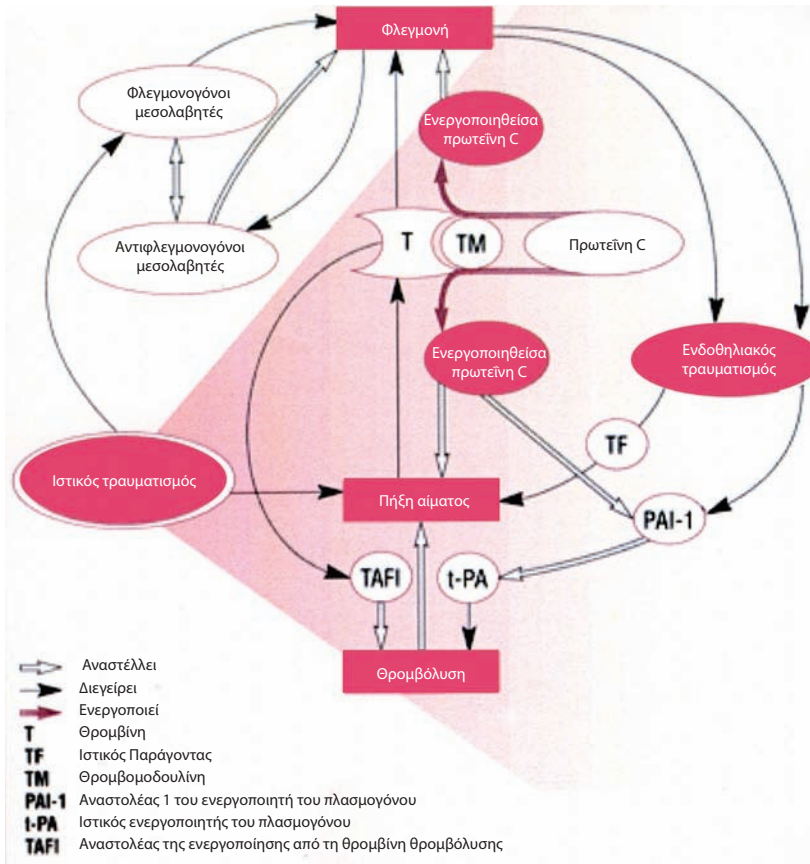 Φλεγμονή
Φλεγμονογόνοι
μεσολαβητές
Ενεργοποιηθείσα
πρωτεΐνη C
Αντιφλεγμονογόνοι
μεσολαβητές
T
TM
Πρωτεΐνη C
Ενεργοποιηθείσα
πρωτεΐνη C
Ενδοθηλιακός
τραυματισμός
TF
Ιστικός τραυματισμός
Πήξη αίματος
PAI-1
TAFI
t-PA
Θρομβόλυση
Αναστέλλει
Διεγείρει
Ενεργοποιεί
T Θρομβίνη
TF Ιστικός Παράγοντας
TM Θρομβομοδουλίνη
PAI-1 Αναστολέας 1 του ενεργοποιητή του πλασμογόνου
t-PA Ιστικός ενεργοποιητής του πλασμογόνου
TAFI Αναστολέας της ενεργοποίησης από τη θρομβίνη θρομβόλυσης